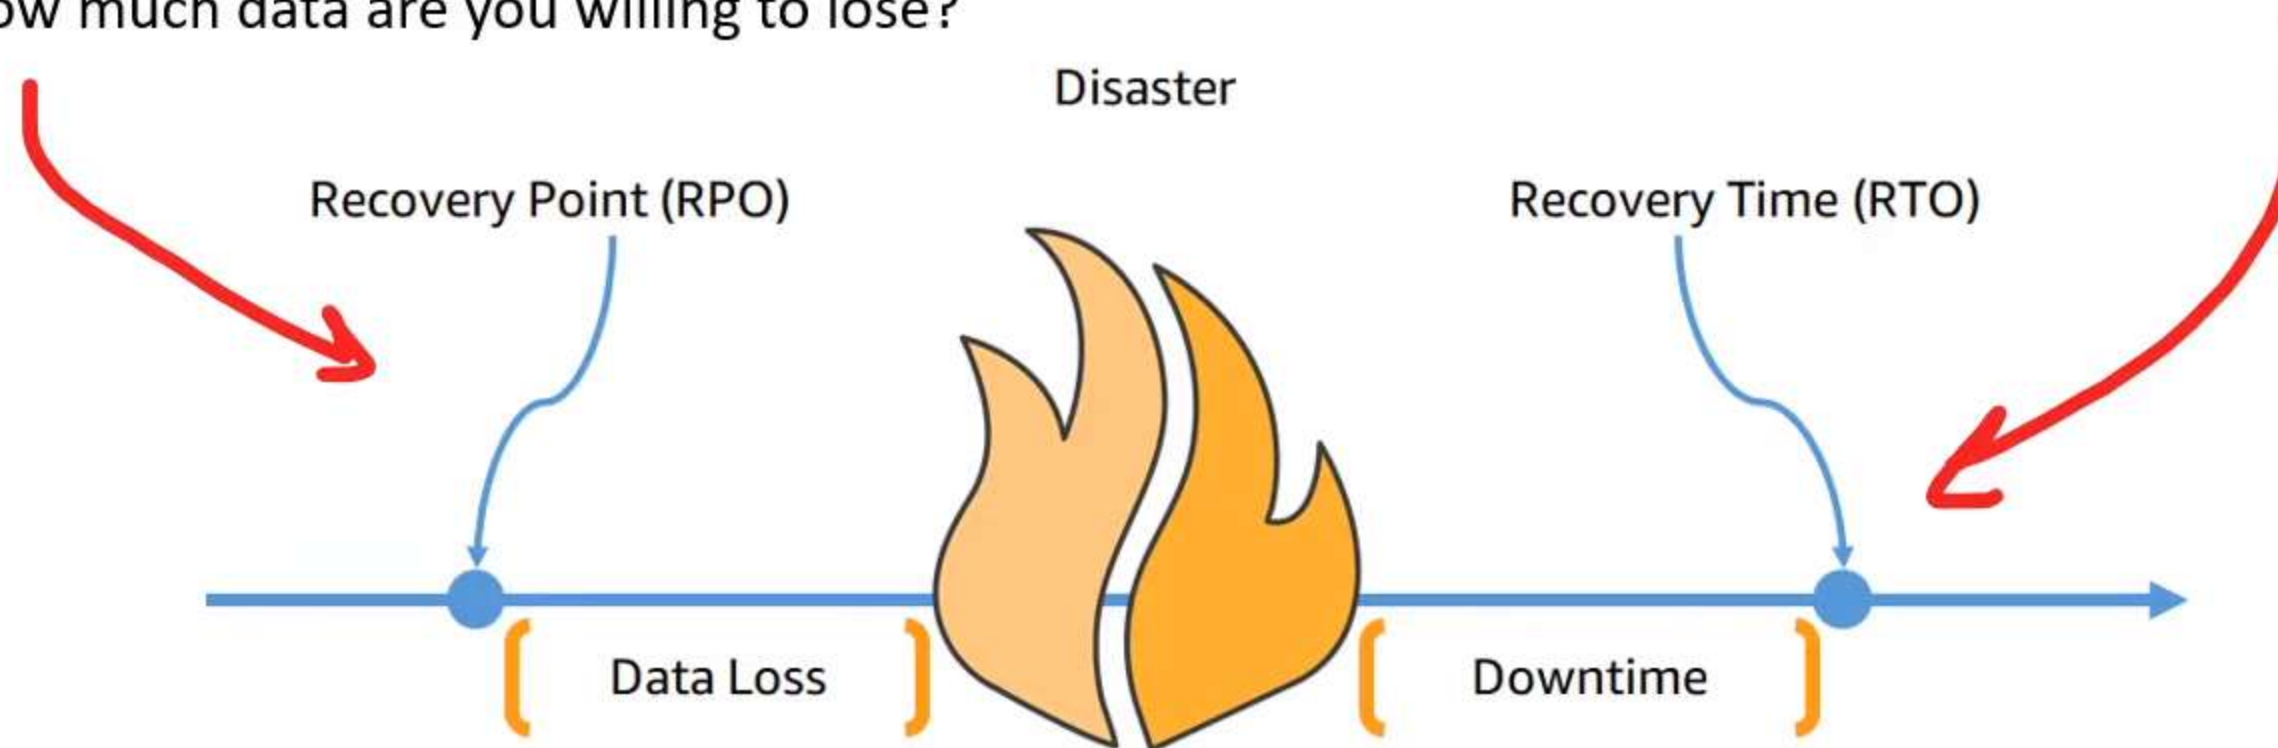 much data are you willing to lose?
Disaster
Recovery Point (RPO)
Recovery Time (RTO)
Data Loss
Downtime